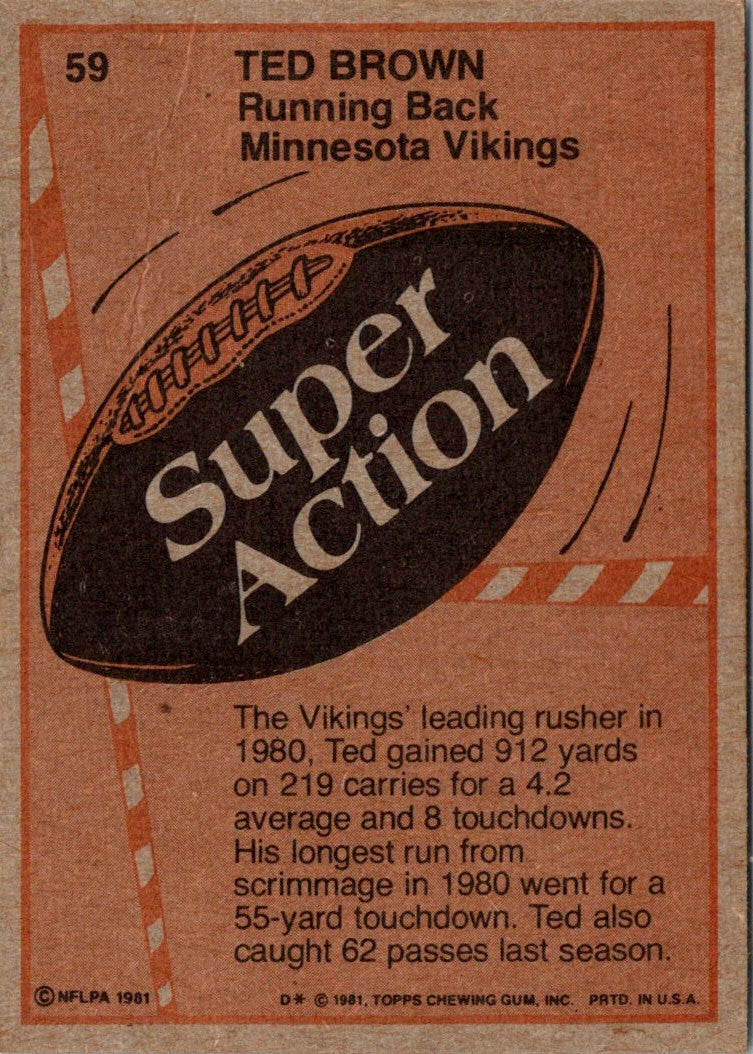 59
TED BROWN
Running Back
Minnesota Vikings
Super
Action
The Vikings' leading rusher in
1980, Ted gained 912 yards
on 219 carries for a 4.2
average and 8 touchdowns.
His longest run from
scrimmage in 1980 went for a
55-yard touchdown. Ted also
caught 62 passes last season.
©NFLPA 1981
D* © 1981, TOPPS CHEWING GUM, INC. PRTD. IN U.S.A.